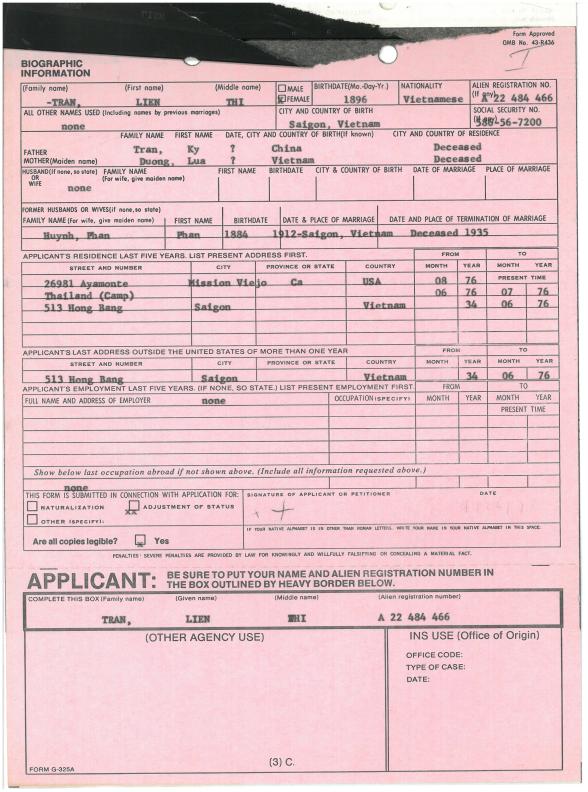 Form Approved
OMB No. 43-R436
I
BIOGRAPHIC
INFORMATION
(Family name) (First name) (Middle name) MALE FEMALE BIRTHDATE(Mo.-Day-Yr.) NATIONALITY ALIEN REGISTRATION NO. (If any)
-TRAN, LIEN THI X 1896 Vietnamese A 22 484 466
ALL OTHER NAMES USED (Including names by previous marriages) CITY AND COUNTRY OF BIRTH SOCIAL SECURITY NO. (If any)
none Saigon, Vietnam 586-56-7200
FAMILY NAME FIRST NAME DATE, CITY AND COUNTRY OF BIRTH(If known) CITY AND COUNTRY OF RESIDENCE
FATHER Tran, Ky ? China Deceased
MOTHER(Maiden name) Duong, Lua ? Vietnam Deceased
HUSBAND(If none, so state) OR WIFE FAMILY NAME (For wife, give maiden name) FIRST NAME BIRTHDATE CITY & COUNTRY OF BIRTH DATE OF MARRIAGE PLACE OF MARRIAGE
none
FORMER HUSBANDS OR WIVES(if none,so state)
FAMILY NAME (For wife, give maiden name) FIRST NAME BIRTHDATE DATE & PLACE OF MARRIAGE DATE AND PLACE OF TERMINATION OF MARRIAGE
Huynh, Phan Phan 1884 1912-Saigon, Vietnam Deceased 1935
APPLICANT'S RESIDENCE LAST FIVE YEARS. LIST PRESENT ADDRESS FIRST. FROM TO
STREET AND NUMBER CITY PROVINCE OR STATE COUNTRY MONTH YEAR MONTH YEAR
PRESENT TIME
26981 Ayamonte Mission Viejo Ca USA 08 76
Thailand (Camp) 06 76 07 76
513 Hong Bang Saigon Vietnam 34 06 76
APPLICANT'S LAST ADDRESS OUTSIDE THE UNITED STATES OF MORE THAN ONE YEAR FROM TO
STREET AND NUMBER CITY PROVINCE OR STATE COUNTRY MONTH YEAR MONTH YEAR
513 Hong Bang Saigon Vietnam 34 06 76
APPLICANT'S EMPLOYMENT LAST FIVE YEARS. (IF NONE, SO STATE.) LIST PRESENT EMPLOYMENT FIRST. FROM TO
FULL NAME AND ADDRESS OF EMPLOYER none OCCUPATION(SPECIFY) MONTH YEAR MONTH YEAR
PRESENT TIME
Show below last occupation abroad if not shown above. (Include all information requested above.)
none
THIS FORM IS SUBMITTED IN CONNECTION WITH APPLICATION FOR: SIGNATURE OF APPLICANT OR PETITIONER DATE
NATURALIZATION XX ADJUSTMENT OF STATUS
OTHER (SPECIFY):
IF YOUR NATIVE ALPHABET IS IN OTHER THAN ROMAN LETTERS, WRITE YOUR NAME IN YOUR NATIVE ALPHABET IN THIS SPACE.
Are all copies legible? X Yes
PENALTIES: SEVERE PENALTIES ARE PROVIDED BY LAW FOR KNOWINGLY AND WILLFULLY FALSIFYING OR CONCEALING A MATERIAL FACT.
APPLICANT: BE SURE TO PUT YOUR NAME AND ALIEN REGISTRATION NUMBER IN
THE BOX OUTLINED BY HEAVY BORDER BELOW.
COMPLETE THIS BOX (Family name) (Given name) (Middle name) (Alien registration number)
TRAN, LIEN THI A 22 484 466
(OTHER AGENCY USE) INS USE (Office of Origin)
OFFICE CODE:
TYPE OF CASE:
DATE:
(3) C.
FORM G-325A